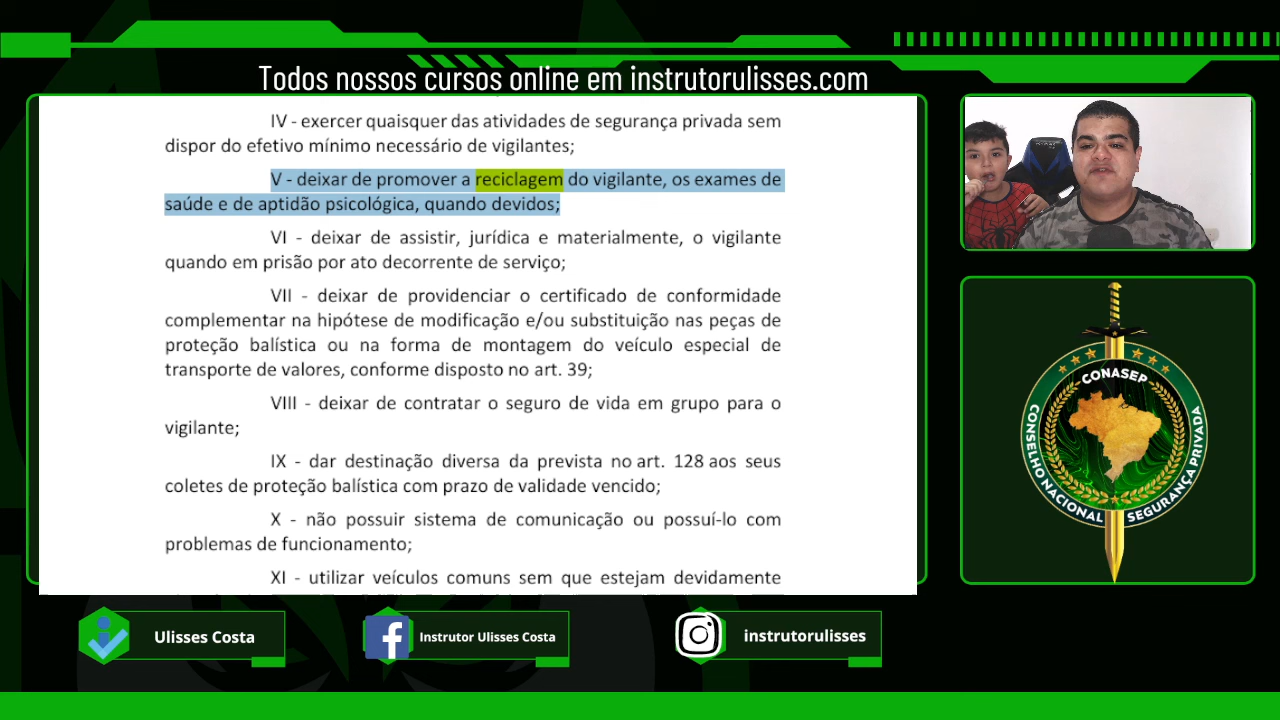 Todos nossos cursos online em instrutorulisses.com
IV - exercer quaisquer das atividades de segurança privada sem
dispor do efetivo mínimo necessário de vigilantes;
V - deixar de promover a reciclagem do vigilante, os exames de
saúde e de aptidão psicológica, quando devidos;
VI - deixar de assistir, jurídica e materialmente, o vigilante
quando em prisão por ato decorrente de serviço;
VII - deixar de providenciar o certificado de conformidade
complementar na hipótese de modificação e/ou substituição nas peças de
proteção balística ou na forma de montagem do veículo especial de
transporte de valores, conforme disposto no art. 39;
VIII - deixar de contratar o seguro de vida em grupo para o
vigilante;
IX - dar destinação diversa da prevista no art. 128 aos seus
coletes de proteção balística com prazo de validade vencido;
X - não possuir sistema de comunicação ou possuí-lo com
problemas de funcionamento;
XI - utilizar veículos comuns sem que estejam devidamente
CONASEP
CONSELHO NACIONAL SEGURANÇA PRIVADA
Ulisses Costa
Instrutor Ulisses Costa
instrutorulisses